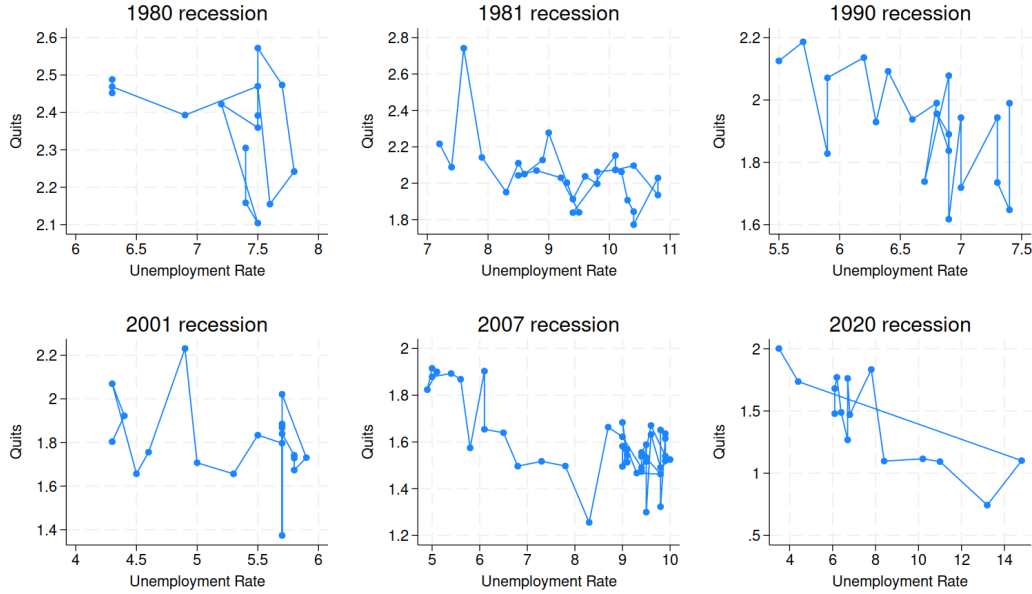 1980 recession
2.6
2.5
2.4
2.3
2.2
2.1
Quits
6 6.5 7 7.5 8
Unemployment Rate
1981 recession
2.8
2.6
2.4
2.2
2
1.8
Quits
7 8 9 10 11
Unemployment Rate
1990 recession
2.2
2
1.8
1.6
Quits
5.5 6 6.5 7 7.5
Unemployment Rate
2001 recession
2.2
2
1.8
1.6
1.4
Quits
4 4.5 5 5.5 6
Unemployment Rate
2007 recession
2
1.8
1.6
1.4
1.2
Quits
5 6 7 8 9 10
Unemployment Rate
2020 recession
2
1.5
1
.5
Quits
4 6 8 10 12 14
Unemployment Rate